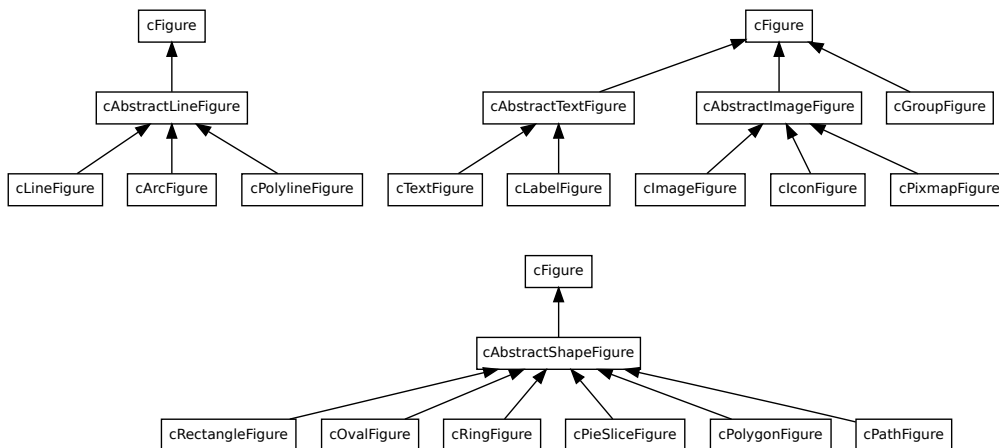 cFigure
cFigure
cAbstractLineFigure
cAbstractTextFigure
cAbstractImageFigure
cGroupFigure
cLineFigure
cArcFigure
cPolylineFigure
cTextFigure
cLabelFigure
cImageFigure
cIconFigure
cPixmapFigure
cFigure
cAbstractShapeFigure
cRectangleFigure
cOvalFigure
cRingFigure
cPieSliceFigure
cPolygonFigure
cPathFigure